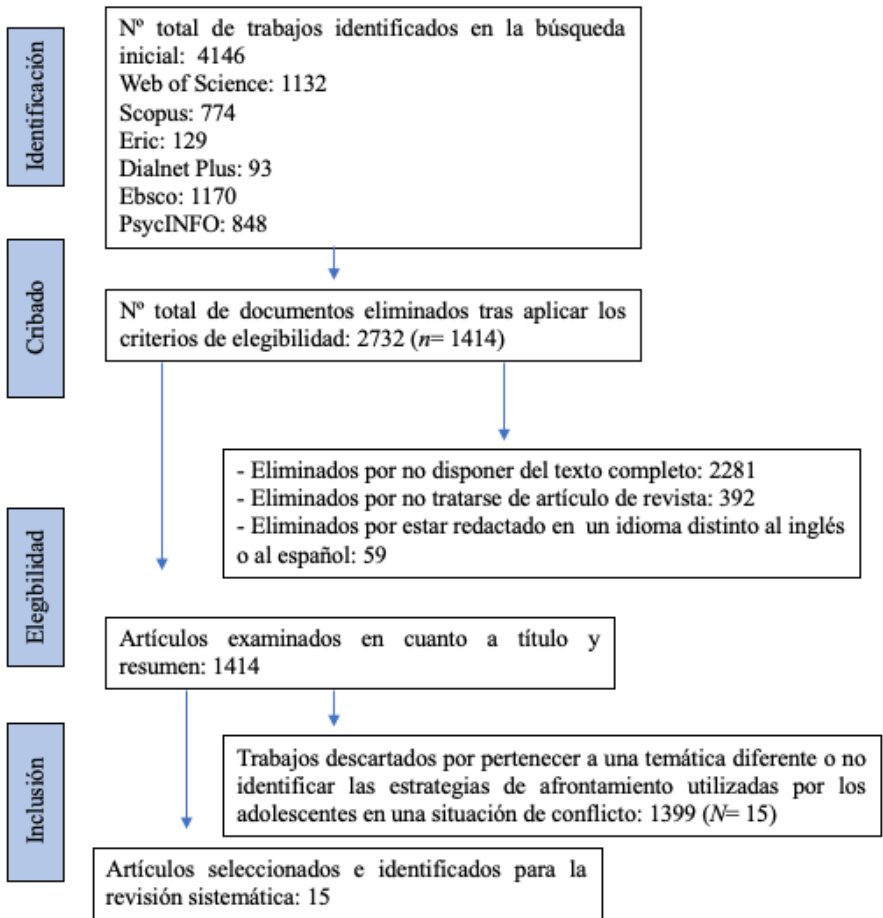 Identificación
Nº total de trabajos identificados en la búsqueda
inicial: 4146
Web of Science: 1132
Scopus: 774
Eric: 129
Dialnet Plus: 93
Ebsco: 1170
PsycINFO: 848
Cribado
Nº total de documentos eliminados tras aplicar los
criterios de elegibilidad: 2732 (n= 1414)
- Eliminados por no disponer del texto completo: 2281
- Eliminados por no tratarse de artículo de revista: 392
- Eliminados por estar redactado en un idioma distinto al inglés
o al español: 59
Elegibilidad
Artículos examinados en cuanto a título y
resumen: 1414
Inclusión
Trabajos descartados por pertenecer a una temática diferente o no
identificar las estrategias de afrontamiento utilizadas por los
adolescentes en una situación de conflicto: 1399 (N= 15)
Artículos seleccionados e identificados para la
revisión sistemática: 15